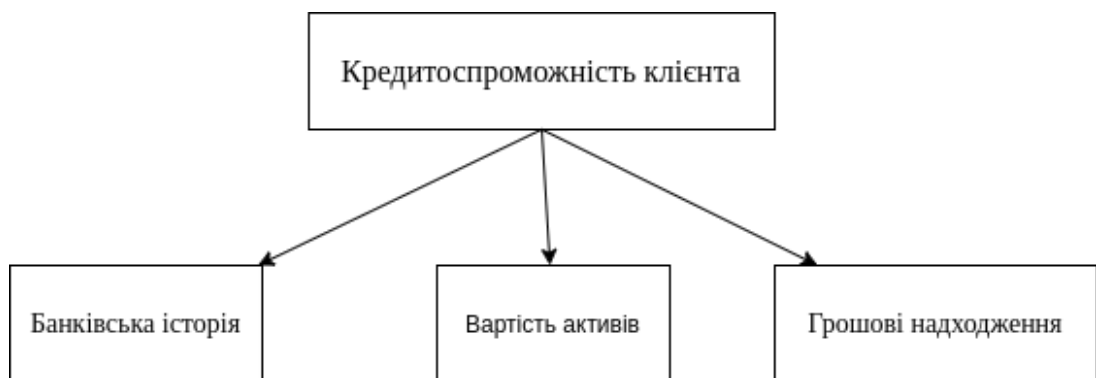 Кредитоспроможність клієнта
Банківська історія
Вартість активів
Грошові надходження